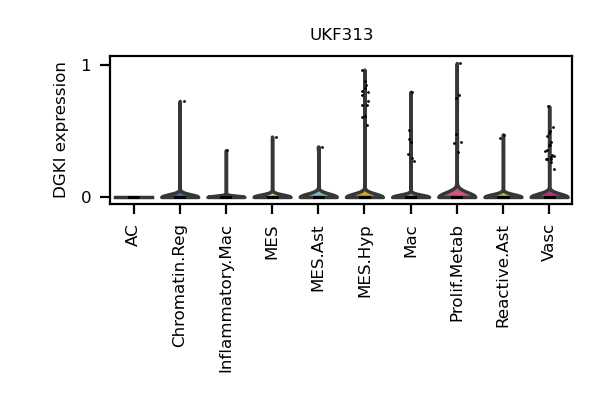 UKF313
DGKI expression
1
0
AC
Chromatin.Reg
Inflammatory.Mac
MES
MES.Ast
MES.Hyp
Mac
Prolif.Metab
Reactive.Ast
Vasc